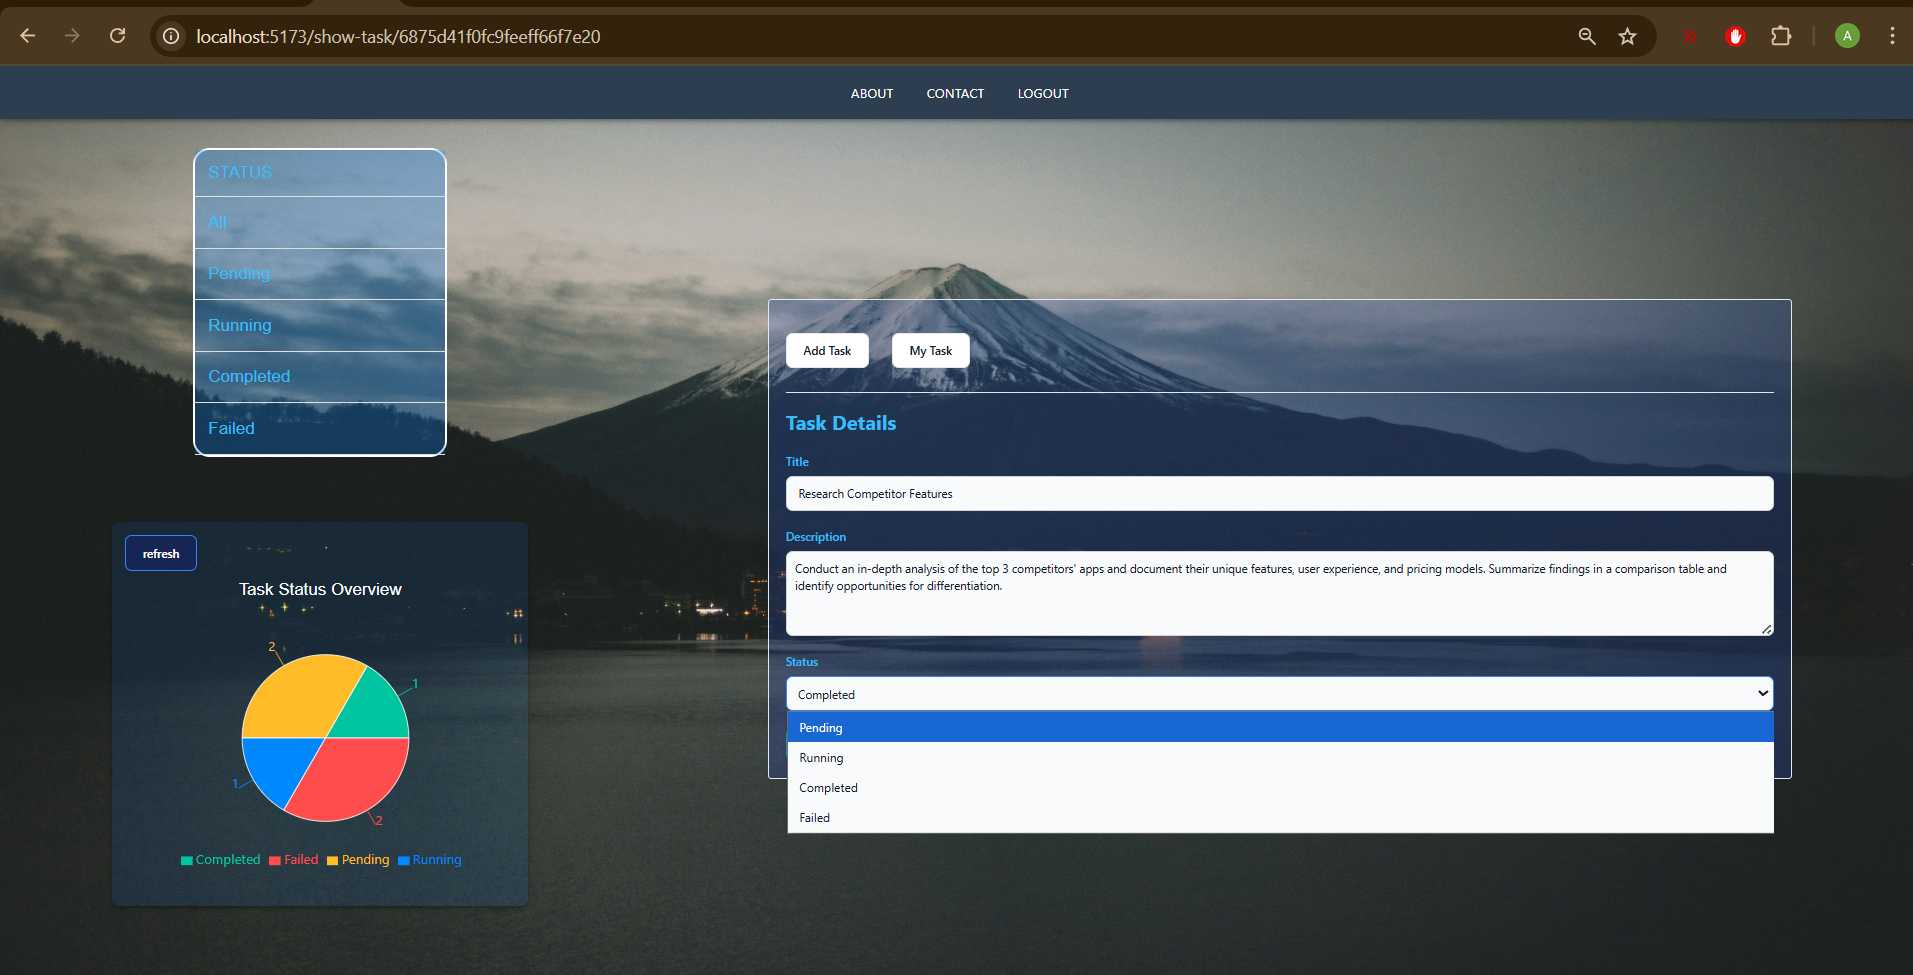 localhost:5173/show-task/6875d41f0fc9feeff66f7e20
A
ABOUT CONTACT LOGOUT
STATUS
All
Pending
Running
Completed
Failed
refresh
Task Status Overview
2
1
1
2
Completed Failed Pending Running
Add Task My Task
Task Details
Title
Research Competitor Features
Description
Conduct an in-depth analysis of the top 3 competitors' apps and document their unique features, user experience, and pricing models. Summarize findings in a comparison table and
identify opportunities for differentiation.
Status
Completed
Pending
Running
Completed
Failed